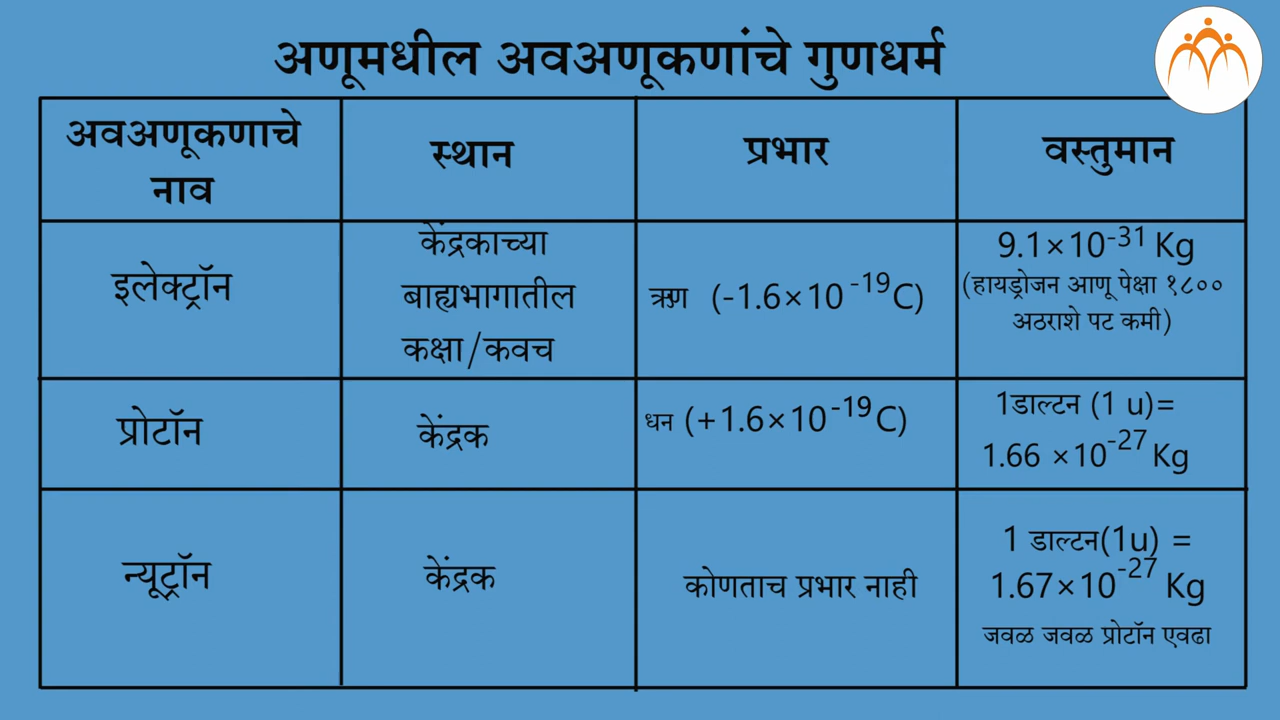 अणूमधील अवअणूकणांचे गुणधर्म
अवअणूकणाचे
नाव
स्थान
प्रभार
वस्तुमान
इलेक्ट्रॉन
केंद्रकाच्या
बाह्यभागातील
कक्षा/कवच
ऋण (-1.6×10⁻¹⁹C)
9.1×10⁻³¹ Kg
(हायड्रोजन आणू पेक्षा १८००
अठराशे पट कमी)
प्रोटॉन
केंद्रक
धन (+1.6×10⁻¹⁹C)
1डाल्टन (1 u)=
1.66 ×10⁻²⁷ Kg
न्यूट्रॉन
केंद्रक
कोणताच प्रभार नाही
1 डाल्टन(1u) =
1.67×10⁻²⁷ Kg
जवळ जवळ प्रोटॉन एवढा